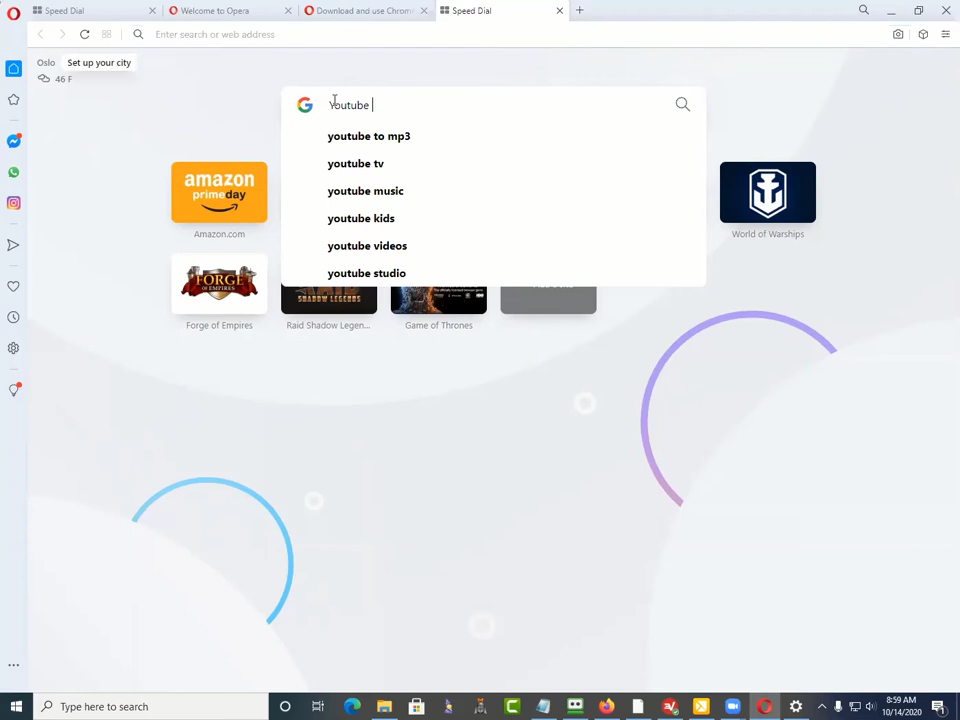 Speed Dial
Welcome to Opera
Download and use Chrom
Speed Dial
Enter search or web address
Oslo
Set up your city
46 F
Youtube
youtube to mp3
youtube tv
youtube music
youtube kids
youtube videos
youtube studio
amazon
primeday
Amazon.com
World of Warships
FORGE
OF EMPIRES
RAID
SHADOW LEGENDS
Forge of Empires
Raid Shadow Legen...
Game of Thrones
Type here to search
8:59 AM
10/14/2020
1